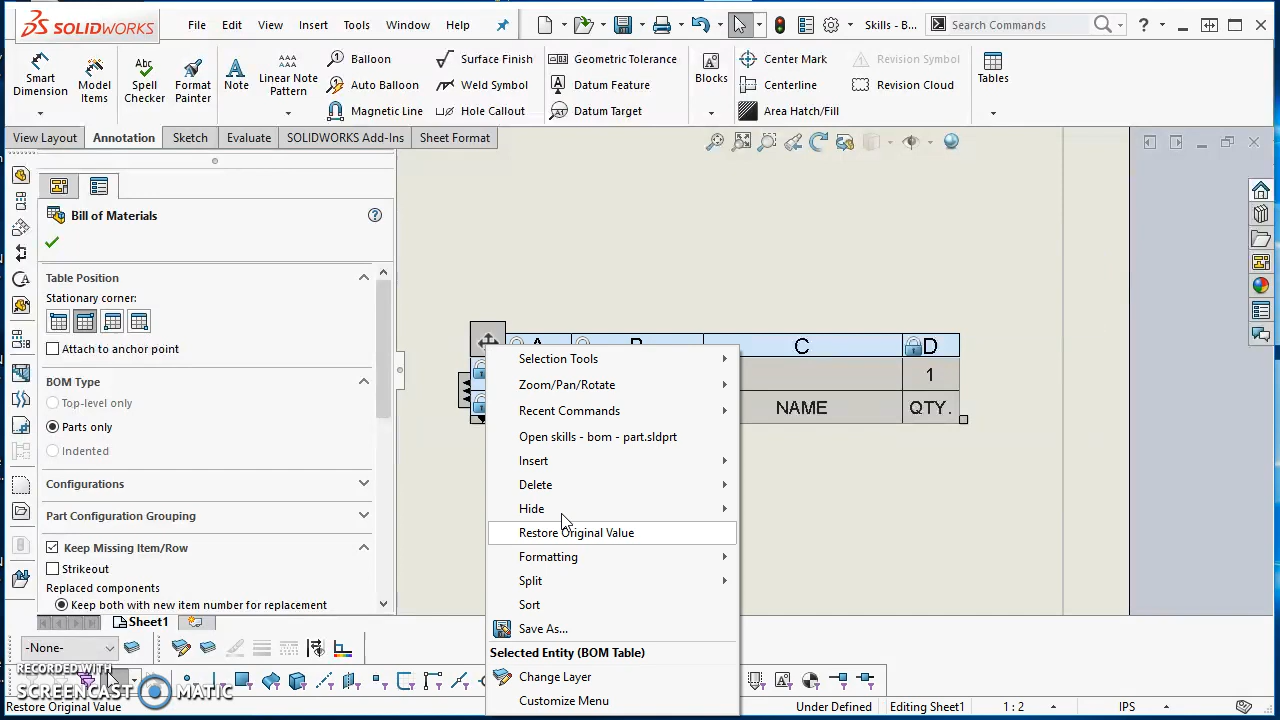 SOLIDWORKS
File Edit View Insert Tools Window Help
Skills - B...
Search Commands
Smart Dimension
Model Items
Abc
Spell Checker
Format Painter
A
Note
AAA
AAA
Linear Note Pattern
Balloon
Auto Balloon
Magnetic Line
Surface Finish
Weld Symbol
Hole Callout
Geometric Tolerance
Datum Feature
Datum Target
Blocks
Center Mark
Centerline
Area Hatch/Fill
Revision Symbol
Revision Cloud
Tables
View Layout Annotation Sketch Evaluate SOLIDWORKS Add-Ins Sheet Format
Bill of Materials
Table Position
Stationary corner:
Attach to anchor point
BOM Type
Top-level only
Parts only
Indented
Configurations
Part Configuration Grouping
Keep Missing Item/Row
Strikeout
Replaced components
Keep both with new item number for replacement
A B C D
1
NAME QTY.
Selection Tools
Zoom/Pan/Rotate
Recent Commands
Open skills - bom - part.sldprt
Insert
Delete
Hide
Restore Original Value
Formatting
Split
Sort
Save As...
Selected Entity (BOM Table)
Change Layer
Customize Menu
Sheet1
-None-
RECORDED WITH
SCREENCAST MATIC
Restore Original Value
Under Defined Editing Sheet1 1 : 2 IPS